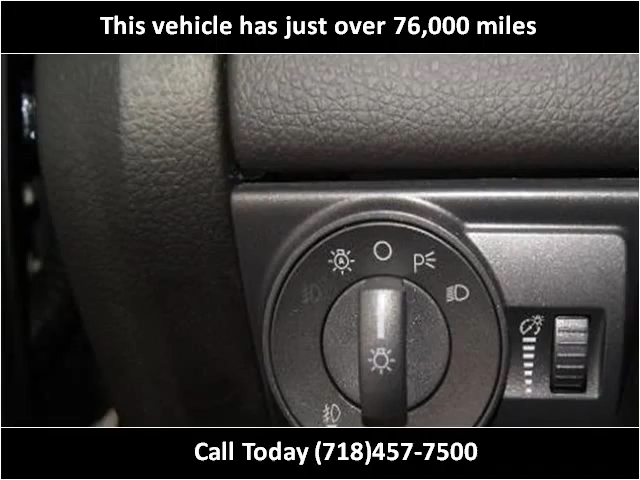 This vehicle has just over 76,000 miles
A
P
Call Today (718)457-7500